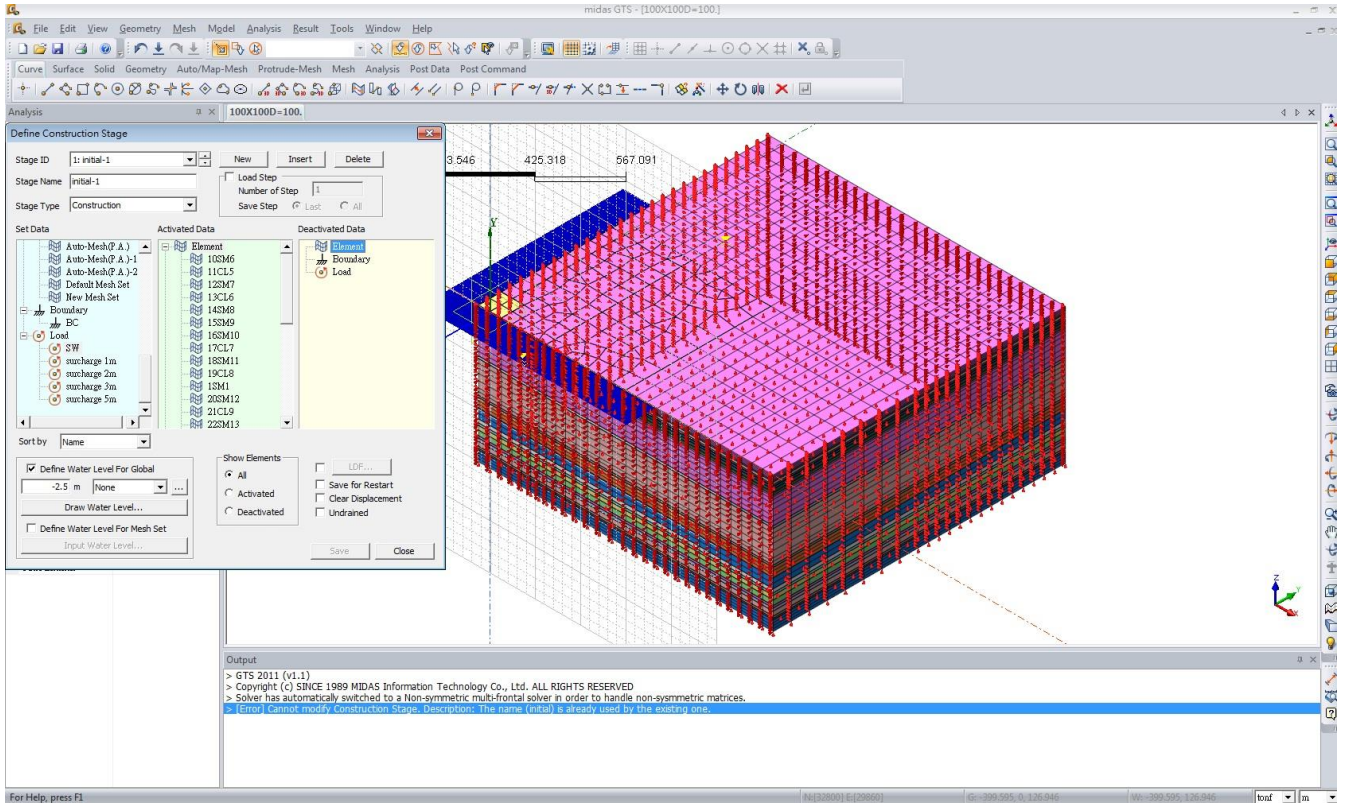 midas GTS - [100X100D=100.]
File Edit View Geometry Mesh Model Analysis Result Tools Window Help
Curve Surface Solid Geometry Auto/Map-Mesh Protrude-Mesh Mesh Analysis Post Data Post Command
Analysis
100X100D=100.
Define Construction Stage
Stage ID 1: initial-1 New Insert Delete
Stage Name initial-1
Load Step
Number of Step 1
Stage Type Construction
Save Step Last All
Set Data Activated Data Deactivated Data
Auto-Mesh(P.A.)
Auto-Mesh(P.A.)-1
Auto-Mesh(P.A.)-2
Default Mesh Set
New Mesh Set
Boundary
BC
Load
SW
surcharge 1m
surcharge 2m
surcharge 3m
surcharge 5m
Element
10SM6
11CL5
12SM7
13CL6
14SM8
15SM9
16SM10
17CL7
18SM11
19CL8
1SM1
20SM12
21CL9
22SM13
Element
Boundary
Load
Sort by Name
Define Water Level For Global
-2.5 m None ...
Draw Water Level...
Define Water Level For Mesh Set
Input Water Level...
Show Elements
All
Activated
Deactivated
LDF...
Save for Restart
Clear Displacement
Undrained
Save Close
3.546 425.318 567.091
Y
Z
Y
X
Output
> GTS 2011 (v1.1)
> Copyright (c) SINCE 1989 MIDAS Information Technology Co., Ltd. ALL RIGHTS RESERVED
> Solver has automatically switched to a Non-symmetric multi-frontal solver in order to handle non-sysmmetric matrices.
> [Error] Cannot modify Construction Stage. Description: The name (initial) is already used by the existing one.
For Help, press F1
N:[32800] E:[29860] G: -399.595, 0, 126.946 W: -399.595, 126.946 tonf m